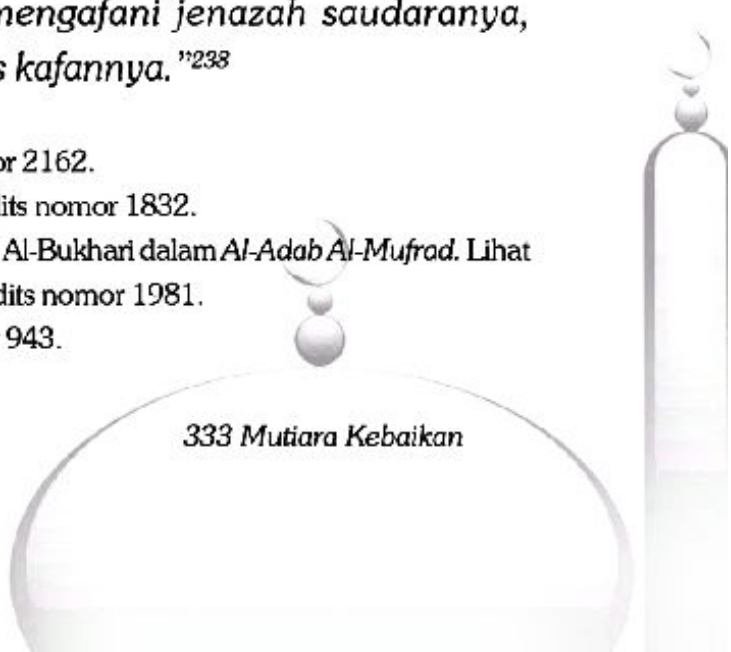 mengafani jenazah saudaranya,
s kafannya."238
or 2162.
dits nomor 1832.
Al-Bukhari dalam Al-Adab Al-Mufrad. Lihat
dits nomor 1981.
943.
333 Mutiara Kebaikan